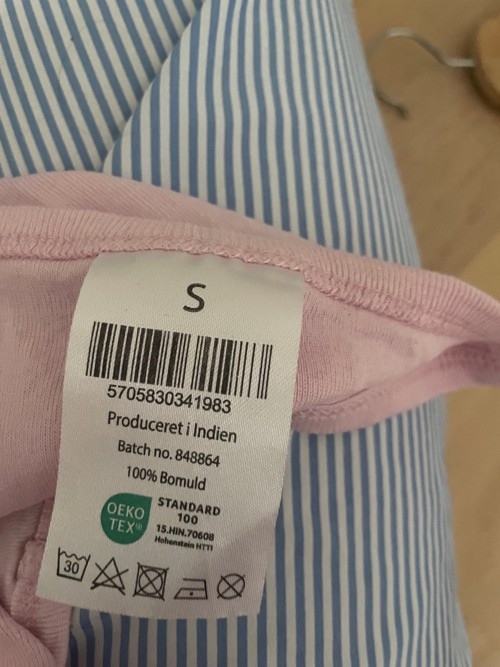 S
5705830341983
Produceret i Indien
Batch no. 848864
100% Bomuld
OEKO
TEX®
STANDARD
100
15.HIN.70608
Hohenstein HTTI
30